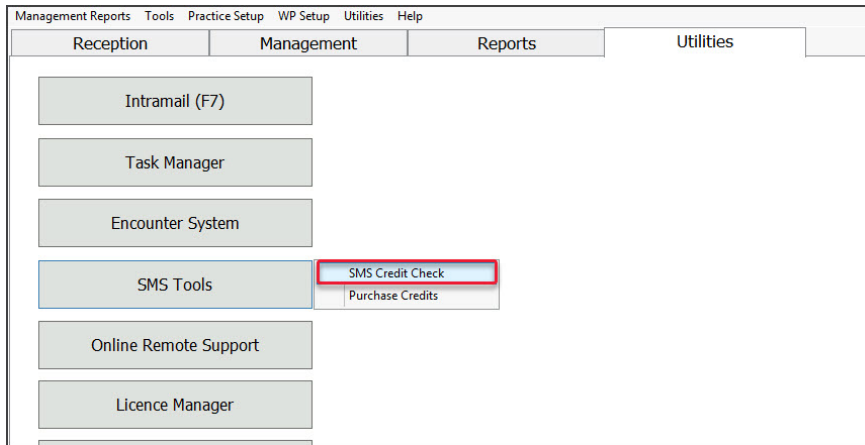 Management Reports Tools Practice Setup WP Setup Utilities Help
Reception Management Reports Utilities
Intramail (F7)
Task Manager
Encounter System
SMS Tools
SMS Credit Check
Purchase Credits
Online Remote Support
Licence Manager